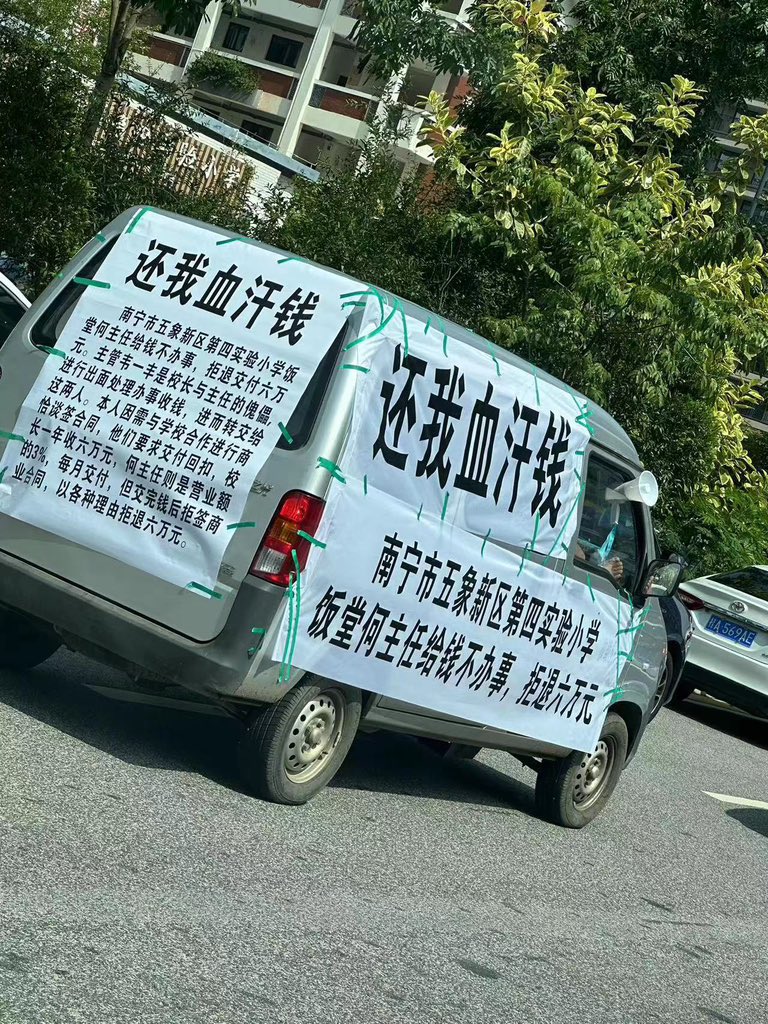 验小学
还我血汗钱
南宁市五象新区第四实验小学饭
堂何主任给钱不办事，拒退交付六万
元。主管韦一丰是校长与主任的傀儡，
进行出面处理办事收钱，进而转交给
这两人。本人因需与学校合作进行商
恰谈签合同，他们要求交付回扣，校
长一年收六万元，何主任则是营业额
的3%，每月交付，但交完钱后拒签商
业合同，以各种理由拒退六万元。
还我血汗钱
南宁市五象新区第四实验小学
饭堂何主任给钱不办事，拒退六万元
A·569AE